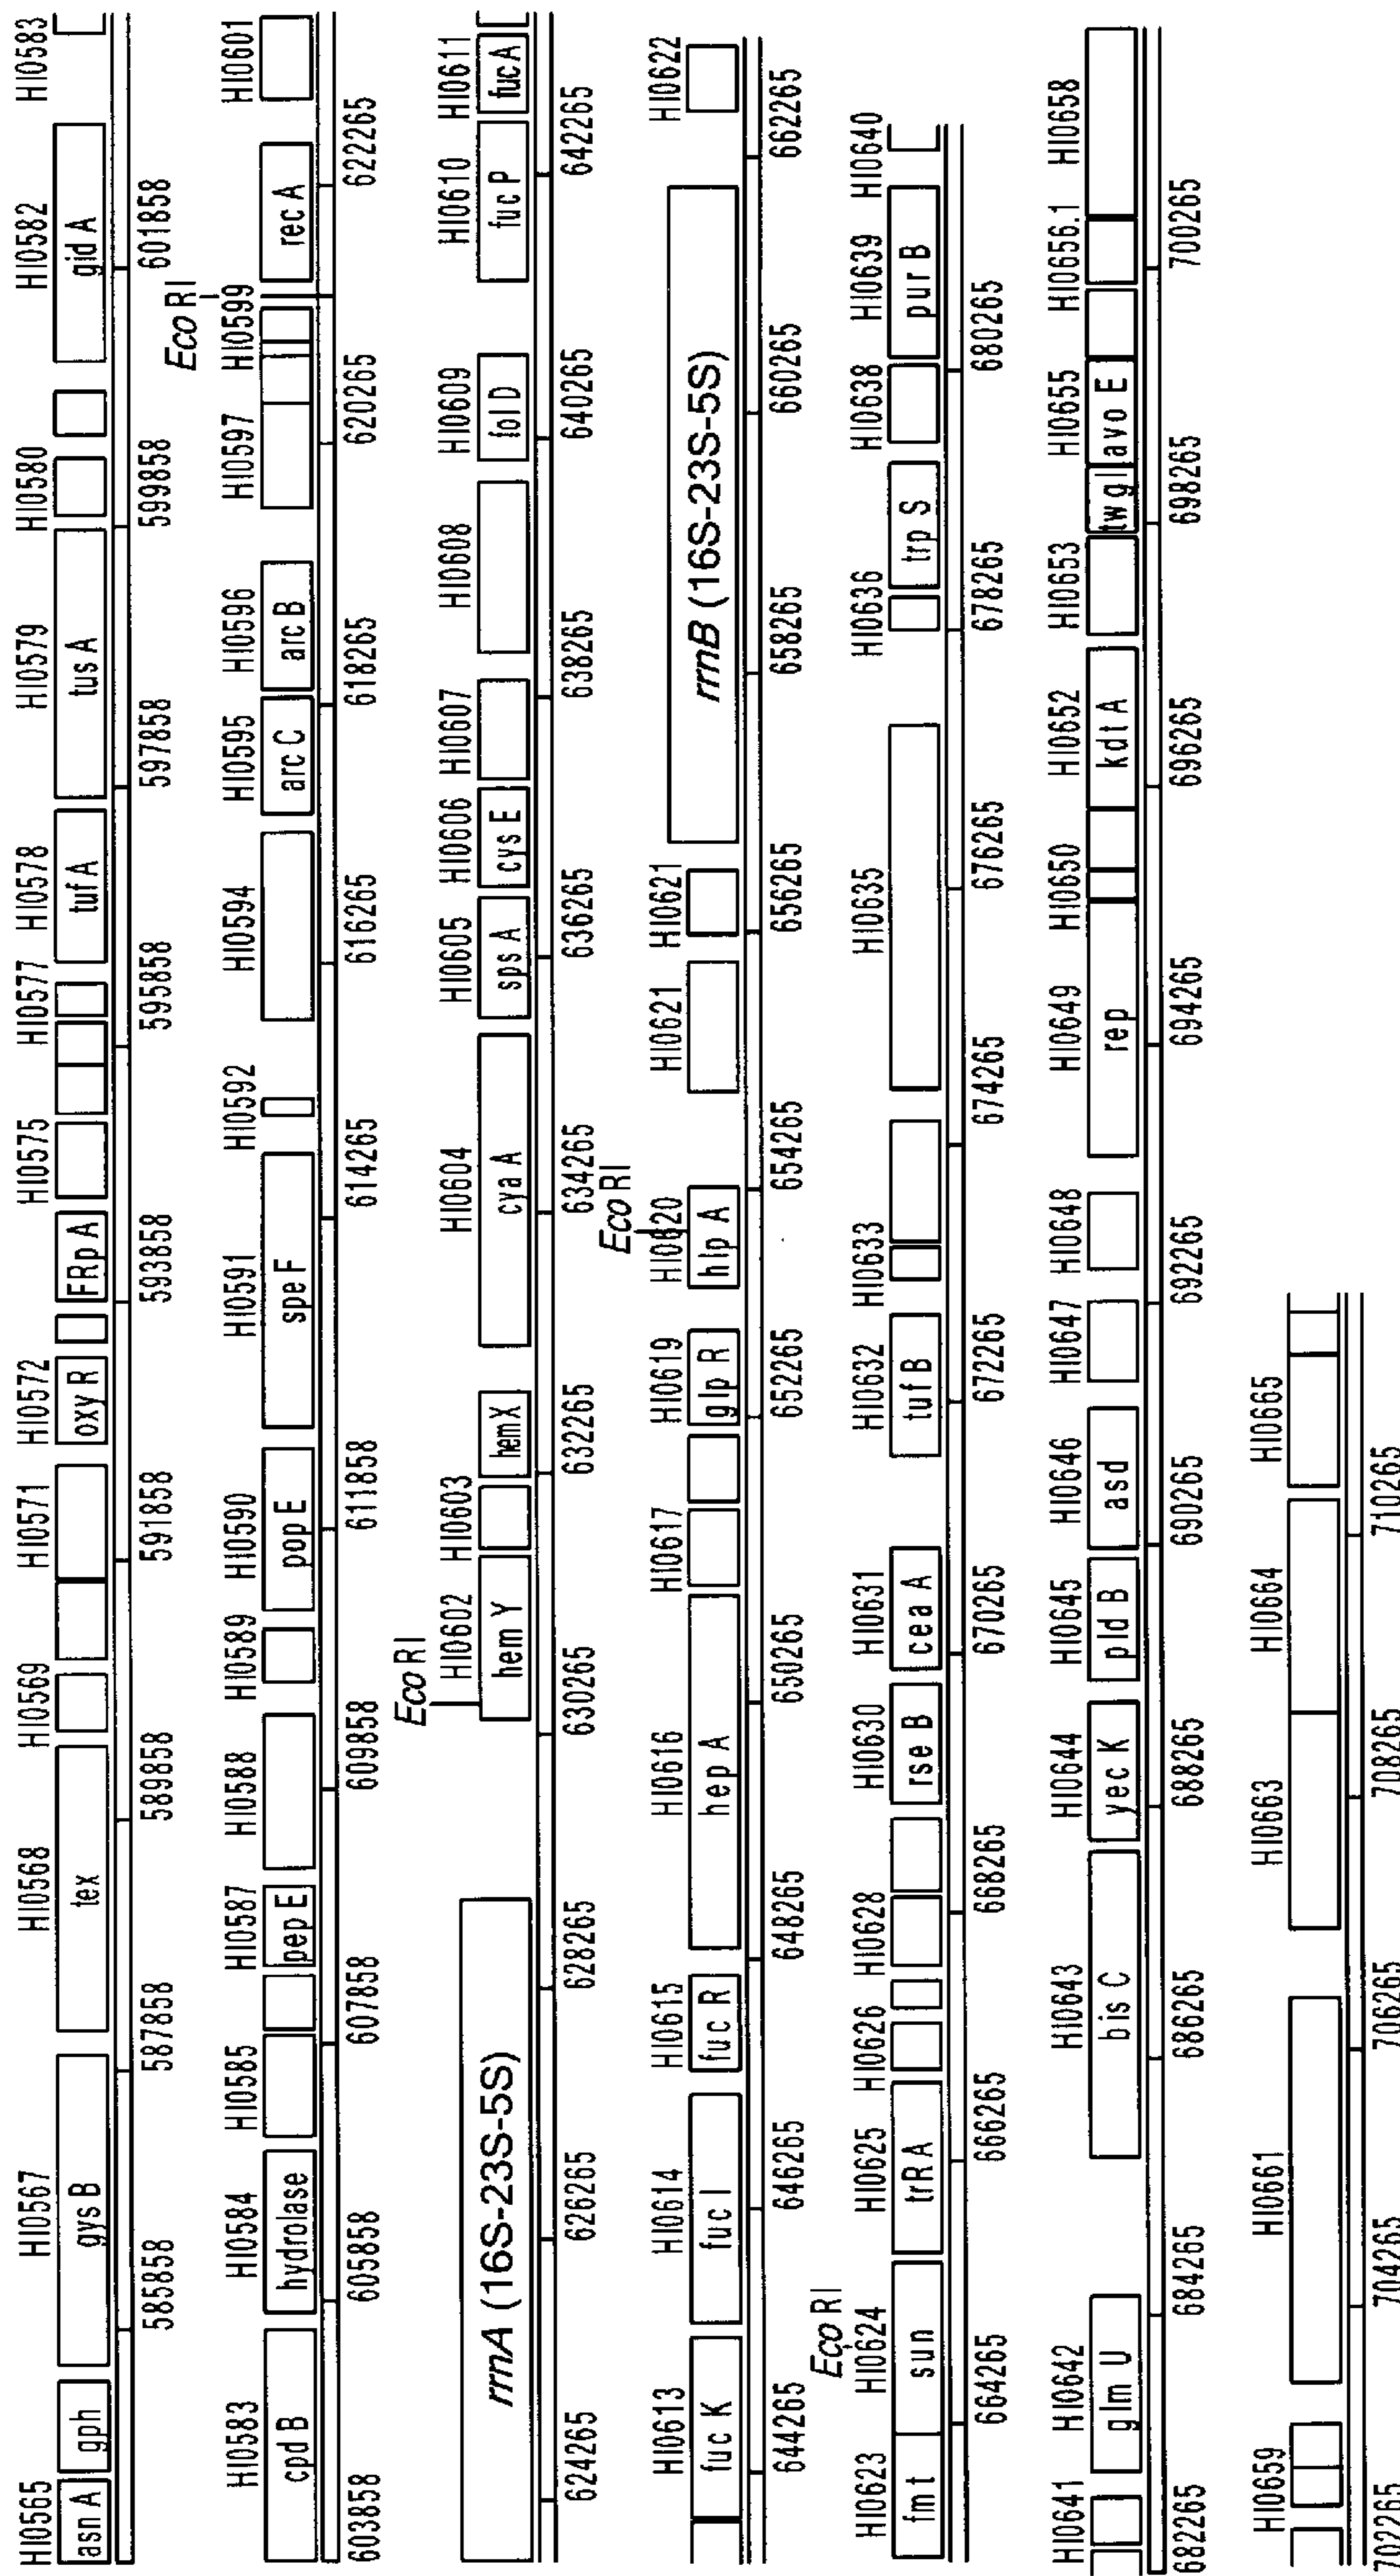 HI0565 HI0567 HI0568 HI0569 HI0571 HI0572 HI0575 HI0577 HI0578 HI0579 HI0580 HI0582 HI0583
asn A gph gys B tex oxy R FRp A tuf A tus A gid A
585858 587858 589858 591858 593858 595858 597858 599858 601858
Eco RI
HI0583 HI0584 HI0585 HI0587 HI0588 HI0589 HI0590 HI0591 HI0592 HI0594 HI0595 HI0596 HI0597 HI0599 HI0601
cpd B hydrolase pep E pop E spe F arc C arc B rec A
603858 605858 607858 609858 611858 614265 616265 618265 620265 622265
Eco RI
HI0602 HI0603 HI0604 HI0605 HI0606 HI0607 HI0608 HI0609 HI0610 HI0611
rrnA (16S-23S-5S) hem Y hem X cya A sps A cys E fol D fuc P fuc A
624265 626265 628265 630265 632265 634265 636265 638265 640265 642265
Eco RI
HI0613 HI0614 HI0615 HI0616 HI0617 HI0619 HI0620 HI0621 HI0621 HI0622
fuc K fuc I fuc R hep A glp R hlp A rrnB (16S-23S-5S)
644265 646265 648265 650265 652265 654265 656265 658265 660265 662265
Eco RI
HI0623 HI0624 HI0625 HI0626 HI0628 HI0630 HI0631 HI0632 HI0633 HI0635 HI0636 HI0638 HI0639 HI0640
fmt sun trRA rse B cea A tuf B trp S pur B
664265 666265 668265 670265 672265 674265 676265 678265 680265
HI0641 HI0642 HI0643 HI0644 HI0645 HI0646 HI0647 HI0648 HI0649 HI0650 HI0652 HI0653 HI0655 HI0656.1 HI0658
glm U bis C yec K pld B asd rep kdt A twgl avo E
682265 684265 686265 688265 690265 692265 694265 696265 698265 700265
HI0659 HI0661 HI0663 HI0664 HI0665
702265 704265 706265 708265 710265